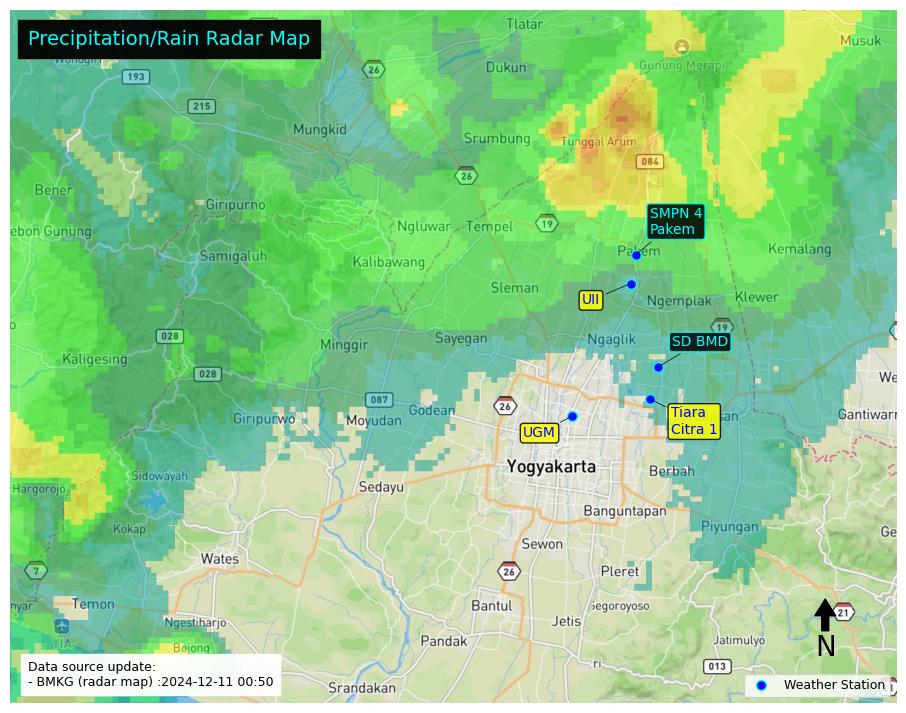 Precipitation/Rain Radar Map
Tlatar
Musuk
Gunung Merapi
26
Dukun
193
215
Mungkid
Srumbung
Tunggal Arum
084
26
Bener
Giripurno
SMPN 4
Pakem
Ngluwar
Tempel
19
ebon Gunung
Samigaluh
Kalibawang
Kemalang
Sleman
UII
Ngemplak
Klewer
19
028
Minggir
Sayegan
Ngaglik
SD BMD
Kaligesing
028
087
Giripurwo
Moyudan
Godean
26
Tiara
Citra 1
Gantiwarn
UGM
Yogyakarta
Sidowayah
Hargorojo
Sedayu
Berbah
Banguntapan
Kokap
Piyungan
Sewon
Wates
7
26
Pleret
Temon
Bantul
Segoroyoso
21
YIA
Ngestiharjo
Jetis
Pandak
Jatimulyo
N
Bojong
Data source update:
- BMKG (radar map) :2024-12-11 00:50
013
Srandakan
Weather Station